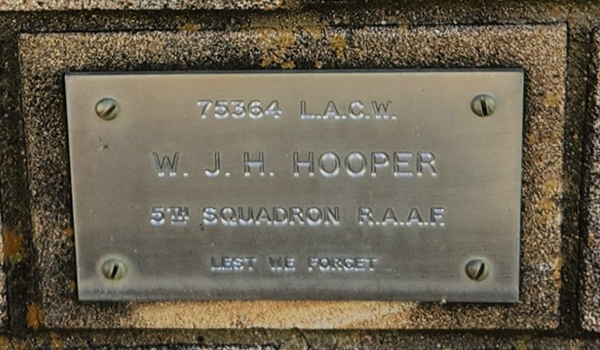 75364 L.A.C.W.
W. J. H. HOOPER
5TH SQUADRON R.A.A.F.
LEST WE FORGET